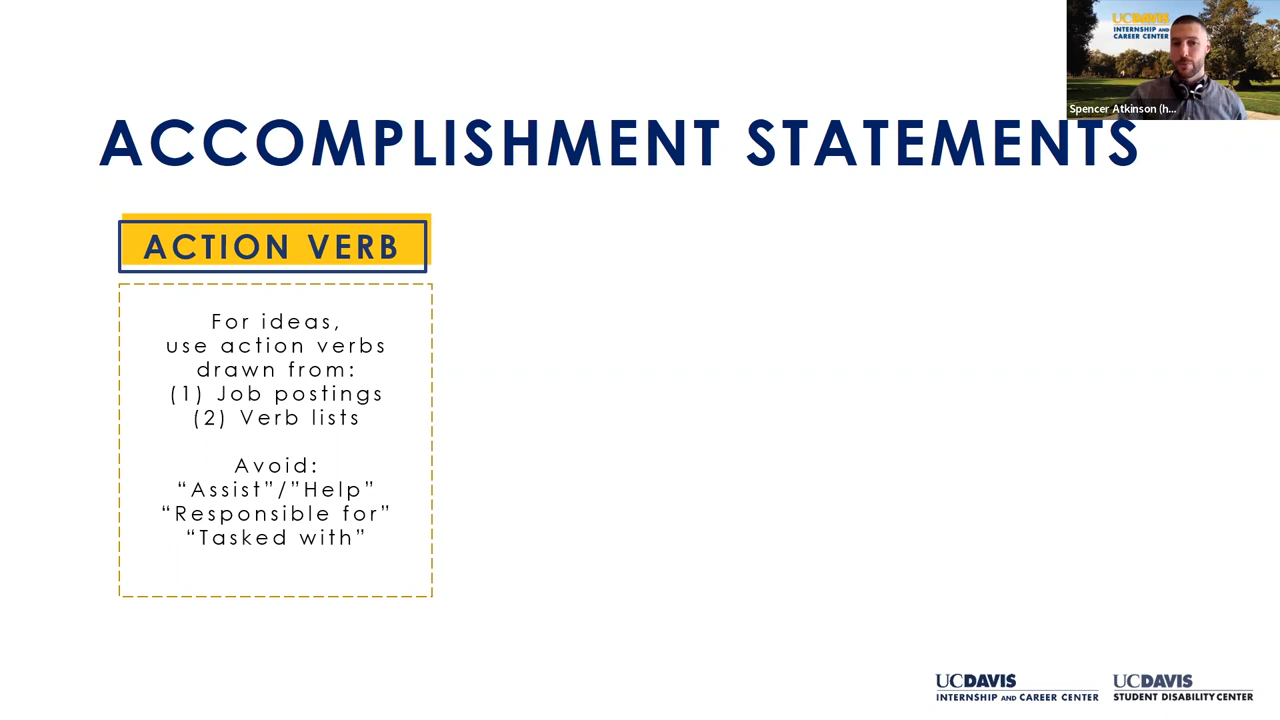 UCDAVIS
INTERNSHIP AND
CAREER CENTER
Spencer Atkinson (h...
ACCOMPLISHMENT STATEMENTS
ACTION VERB
For ideas,
use action verbs
drawn from:
(1) Job postings
(2) Verb lists
Avoid:
“Assist”/”Help”
“Responsible for”
“Tasked with”
UCDAVIS
INTERNSHIP AND CAREER CENTER
UCDAVIS
STUDENT DISABILITY CENTER